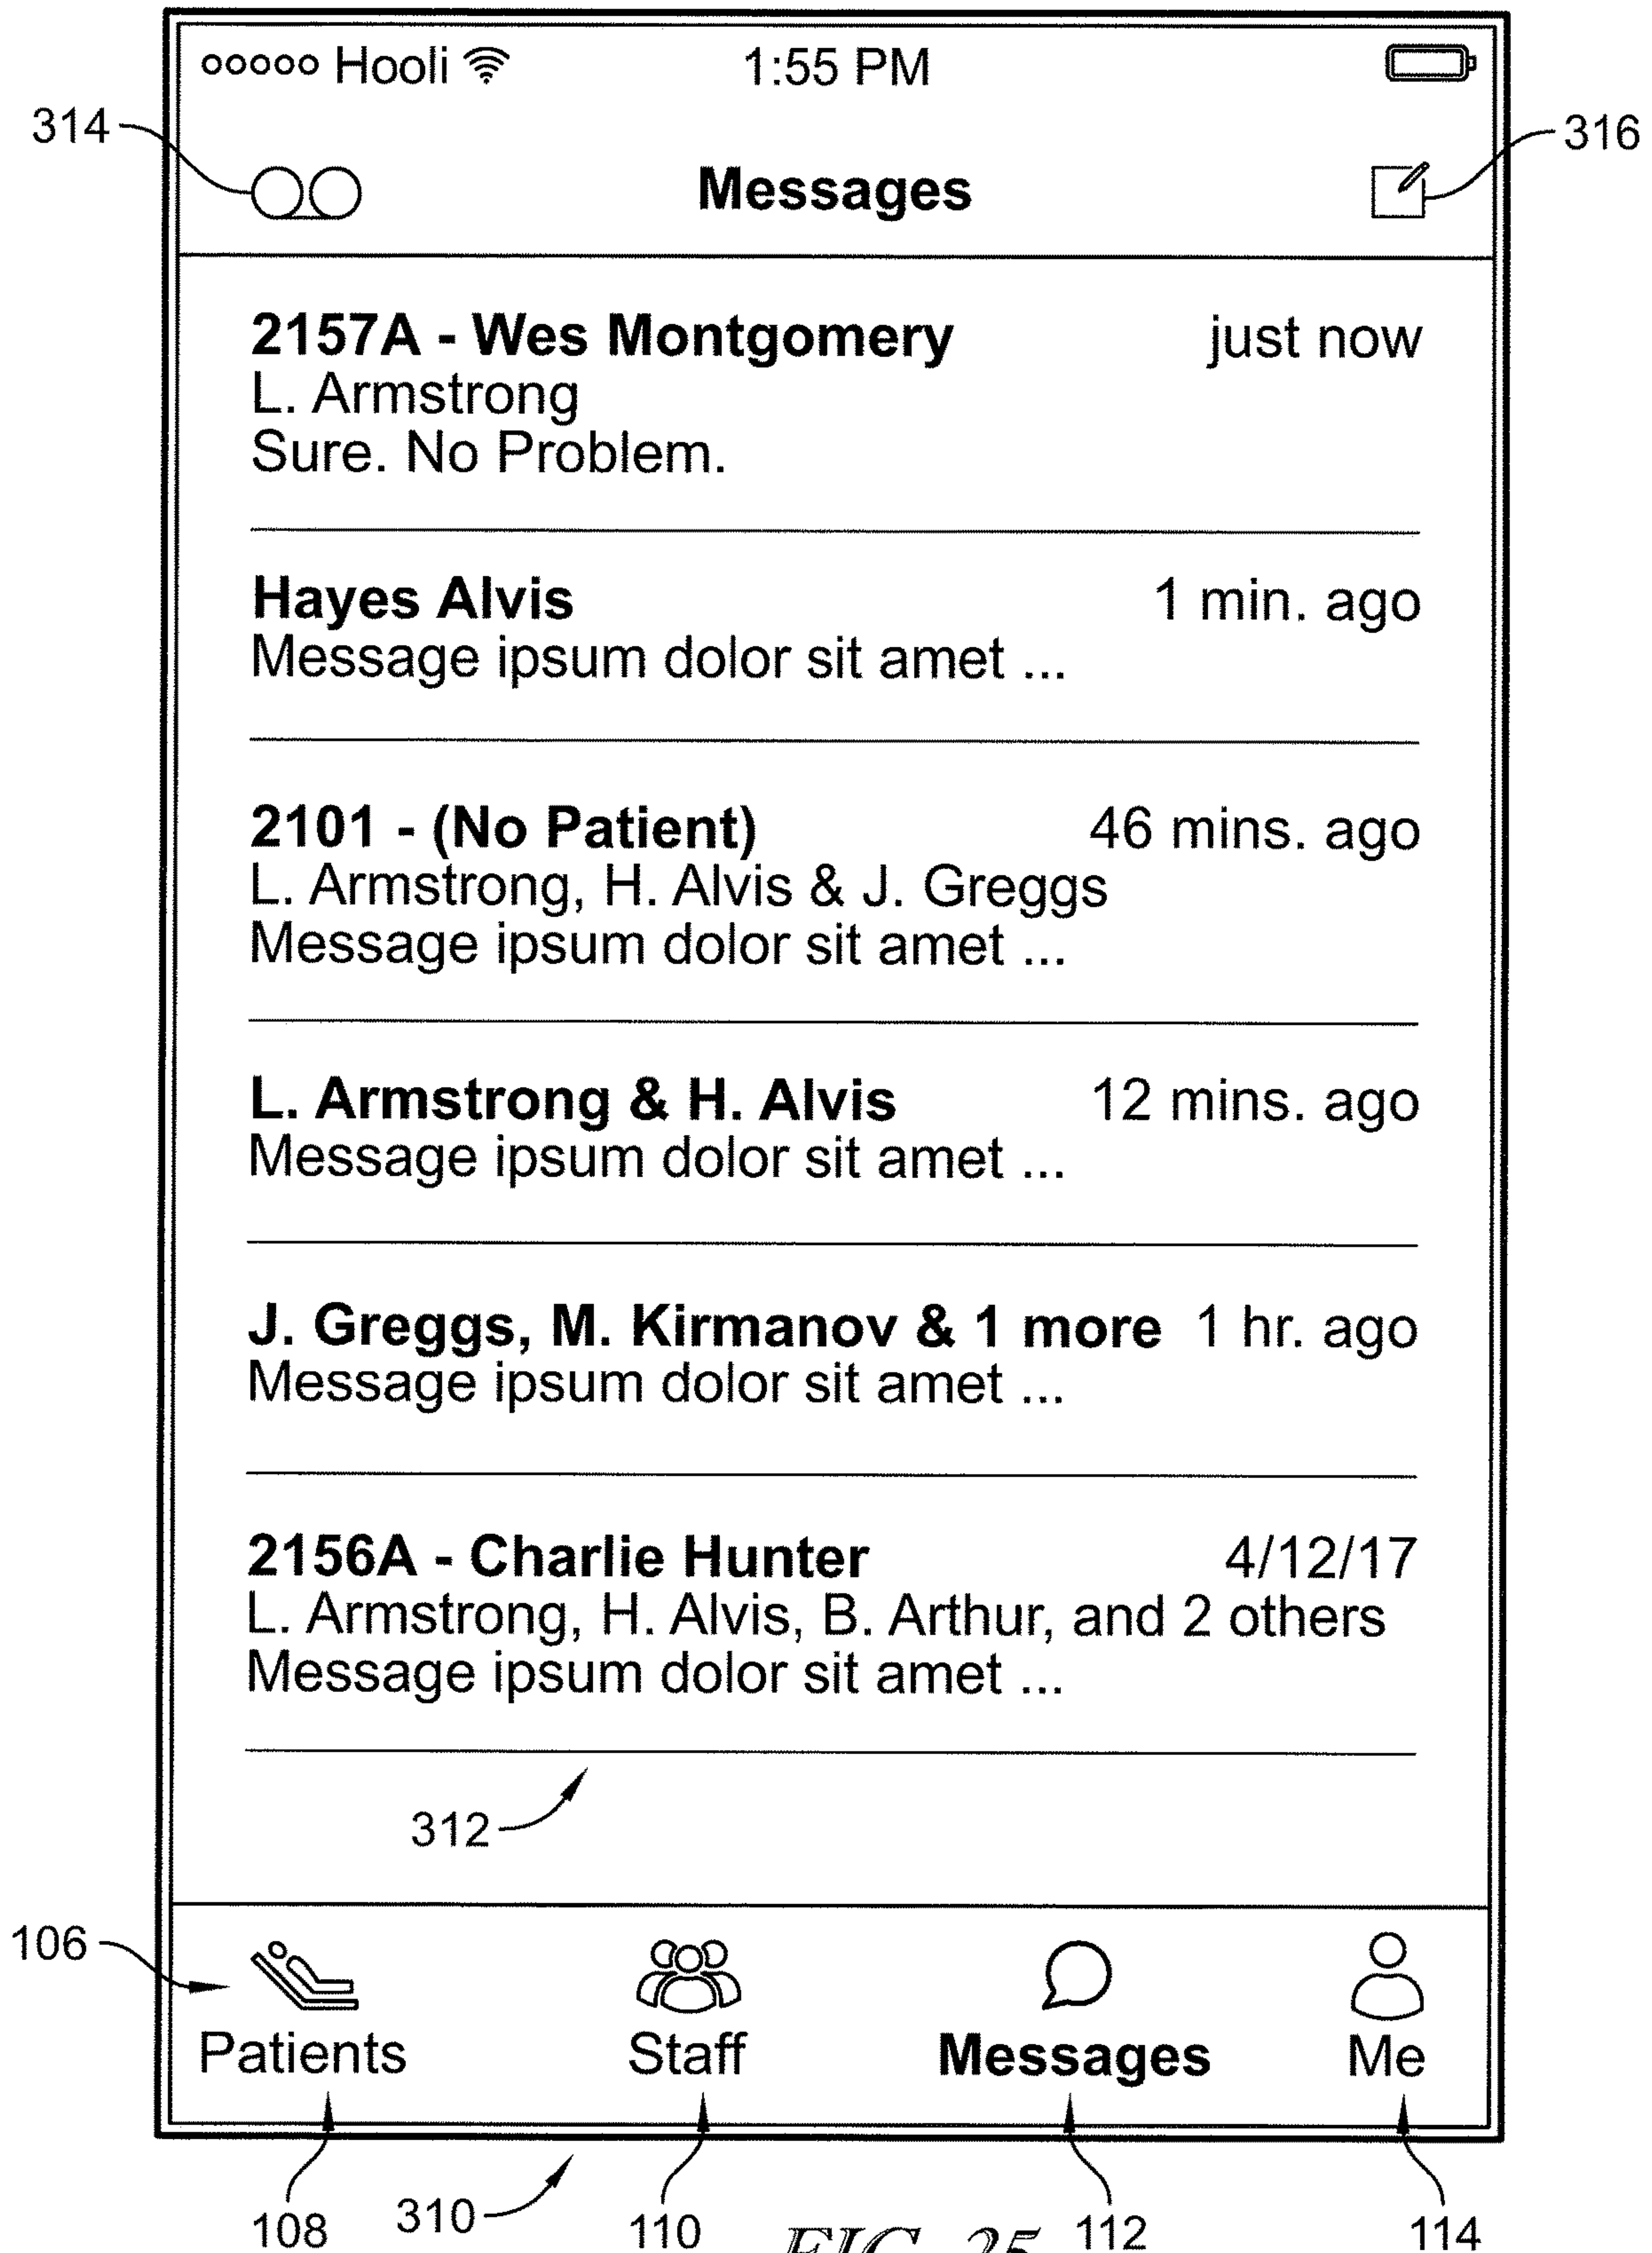 Hooli 1:55 PM
314
316
Messages
2157A - Wes Montgomery just now
L. Armstrong
Sure. No Problem.
Hayes Alvis 1 min. ago
Message ipsum dolor sit amet ...
2101 - (No Patient) 46 mins. ago
L. Armstrong, H. Alvis & J. Greggs
Message ipsum dolor sit amet ...
L. Armstrong & H. Alvis 12 mins. ago
Message ipsum dolor sit amet ...
J. Greggs, M. Kirmanov & 1 more 1 hr. ago
Message ipsum dolor sit amet ...
2156A - Charlie Hunter 4/12/17
L. Armstrong, H. Alvis, B. Arthur, and 2 others
Message ipsum dolor sit amet ...
312
106
Patients Staff Messages Me
108 310 110 FIG. 25 112 114